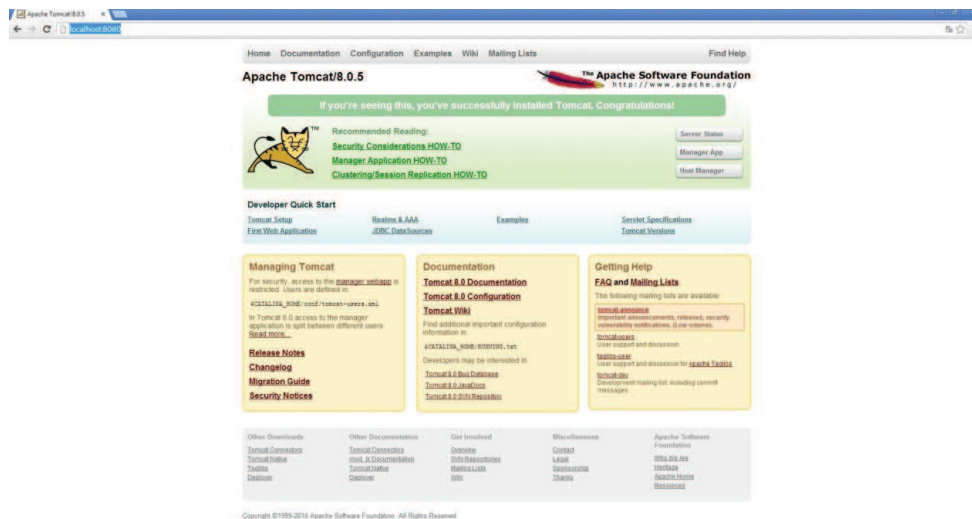 Apache Tomcat/8.0.5
localhost:8080
Home Documentation Configuration Examples Wiki Mailing Lists Find Help
Apache Tomcat/8.0.5
The Apache Software Foundation
http://www.apache.org/
If you're seeing this, you've successfully installed Tomcat. Congratulations!
TM
Recommended Reading:
Security Considerations HOW-TO
Manager Application HOW-TO
Clustering/Session Replication HOW-TO
Server Status
Manager App
Host Manager
Developer Quick Start
Tomcat Setup
First Web Application
Realms & AAA
JDBC DataSources
Examples
Servlet Specifications
Tomcat Versions
Managing Tomcat
For security, access to the manager webapp is
restricted. Users are defined in:
$CATALINA_HOME/conf/tomcat-users.xml
In Tomcat 8.0 access to the manager
application is split between different users.
Read more...
Release Notes
Changelog
Migration Guide
Security Notices
Documentation
Tomcat 8.0 Documentation
Tomcat 8.0 Configuration
Tomcat Wiki
Find additional important configuration
information in:
$CATALINA_HOME/RUNNING.txt
Developers may be interested in:
Tomcat 8.0 Bug Database
Tomcat 8.0 JavaDocs
Tomcat 8.0 SVN Repository
Getting Help
FAQ and Mailing Lists
The following mailing lists are available:
tomcat-announce
Important announcements, releases, security
vulnerability notifications. (Low volume).
tomcat-users
User support and discussion
taglibs-user
User support and discussion for Apache Taglibs
tomcat-dev
Development mailing list, including commit
messages
Other Downloads
Tomcat Connectors
Tomcat Native
Taglibs
Deployer
Other Documentation
Tomcat Connectors
mod_jk Documentation
Tomcat Native
Deployer
Get Involved
Overview
SVN Repositories
Mailing Lists
Wiki
Miscellaneous
Contact
Legal
Sponsorship
Thanks
Apache Software
Foundation
Who We Are
Heritage
Apache Home
Resources
Copyright ©1999-2014 Apache Software Foundation. All Rights Reserved